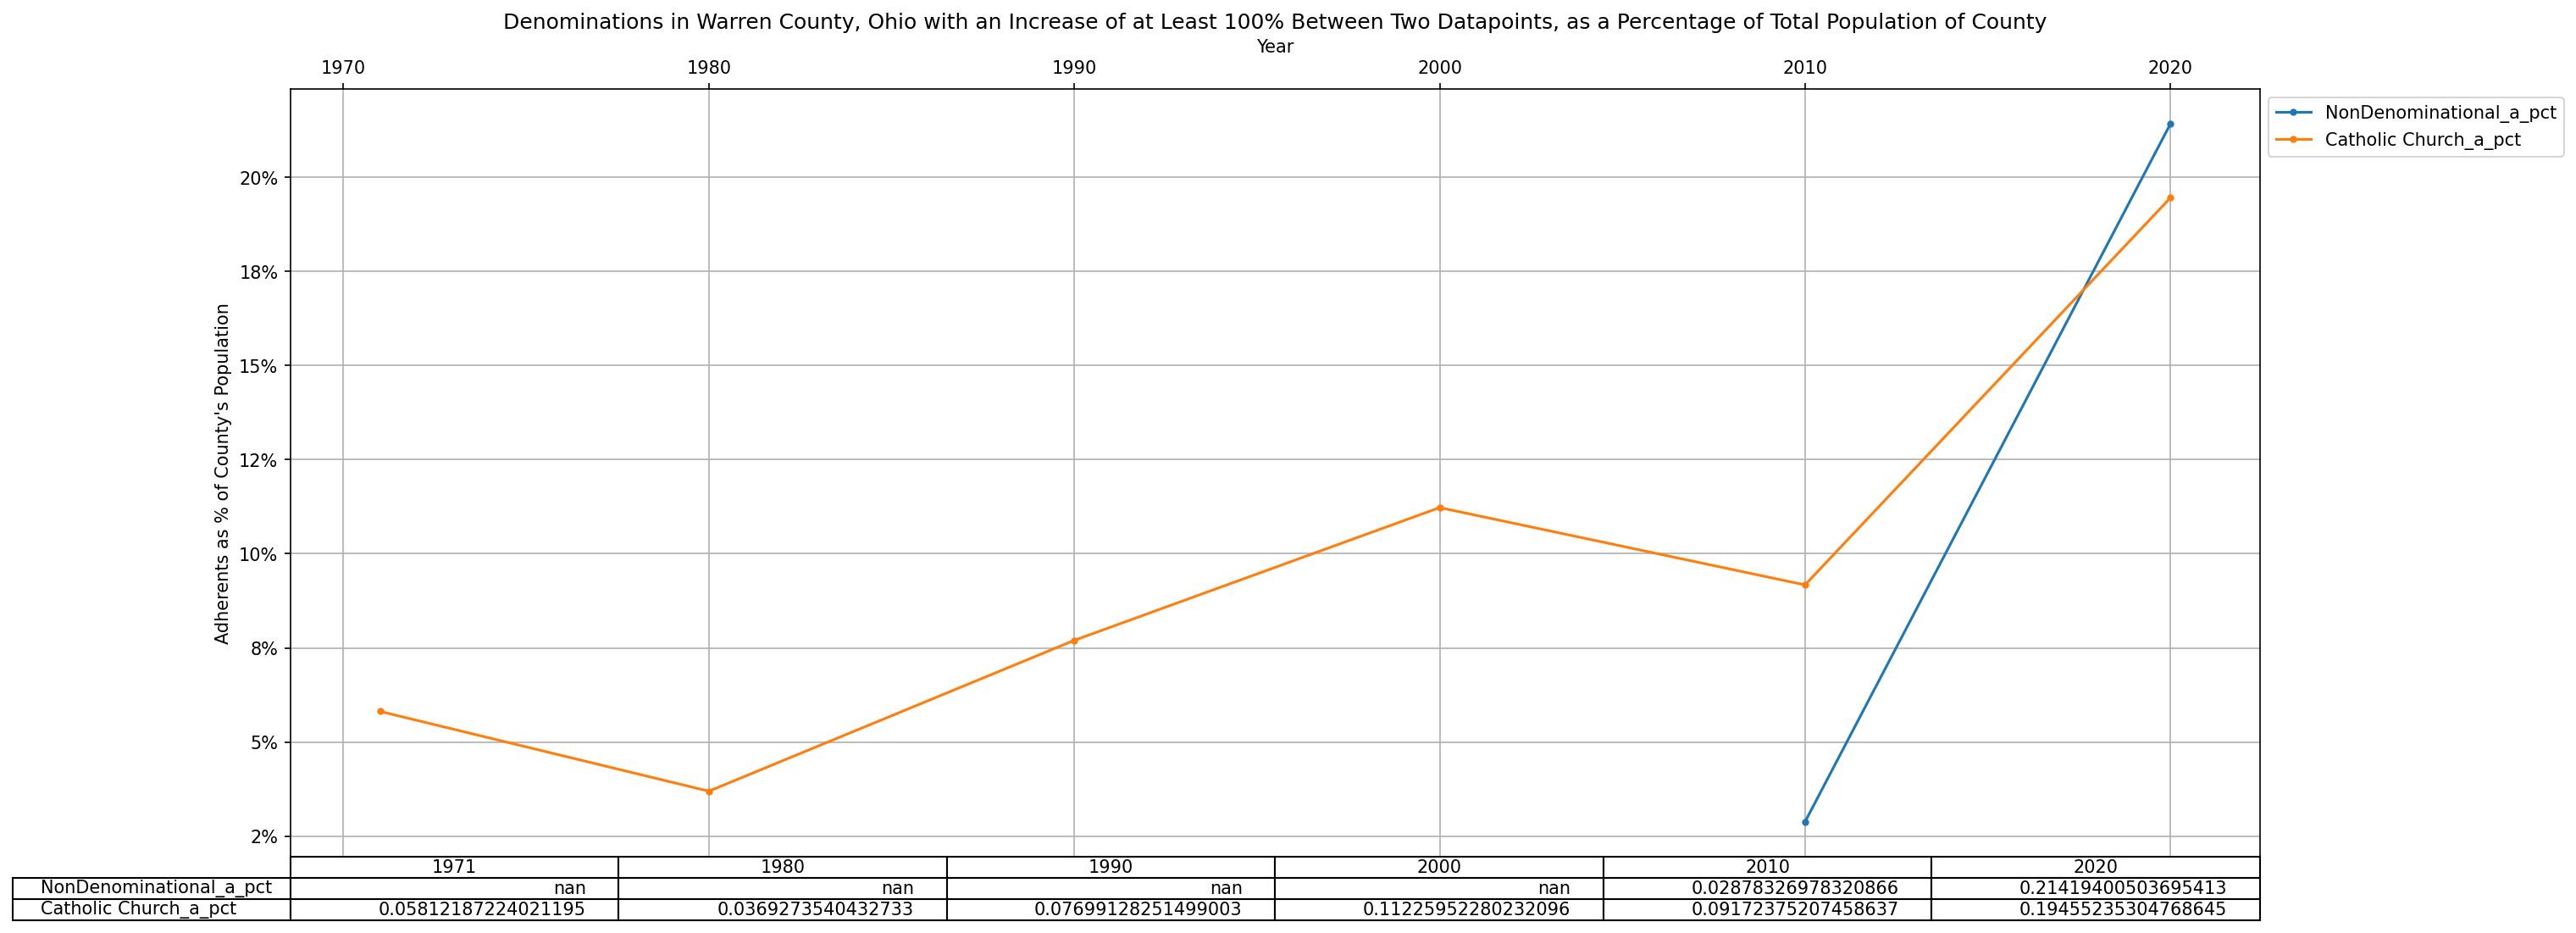 Denominations in Warren County, Ohio with an Increase of at Least 100% Between Two Datapoints, as a Percentage of Total Population of County
Year
1970 1980 1990 2000 2010 2020
NonDenominational_a_pct
Catholic Church_a_pct
Adherents as % of County's Population
20%
18%
15%
12%
10%
8%
5%
2%
1971 1980 1990 2000 2010 2020
NonDenominational_a_pct nan nan nan nan 0.02878326978320866 0.21419400503695413
Catholic Church_a_pct 0.05812187224021195 0.0369273540432733 0.07699128251499003 0.11225952280232096 0.09172375207458637 0.19455235304768645